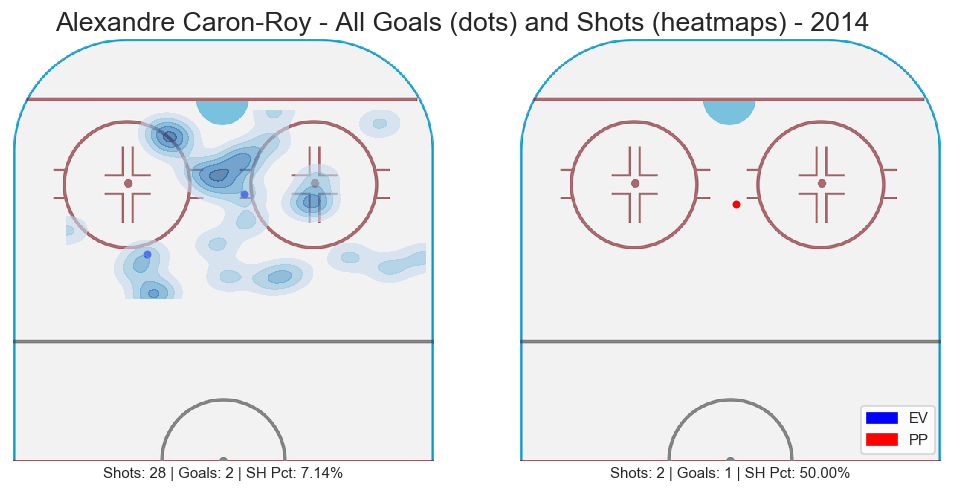 Alexandre Caron-Roy - All Goals (dots) and Shots (heatmaps) - 2014
EV
PP
Shots: 28 | Goals: 2 | SH Pct: 7.14%
Shots: 2 | Goals: 1 | SH Pct: 50.00%